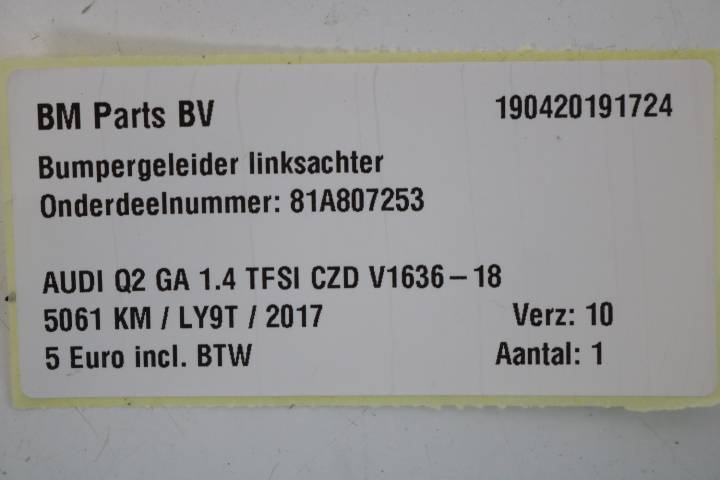 BM Parts BV 190420191724
Bumpergeleider linksachter
Onderdeelnummer: 81A807253
AUDI Q2 GA 1.4 TFSI CZD V1636-18
5061 KM / LY9T / 2017 Verz: 10
5 Euro incl. BTW Aantal: 1